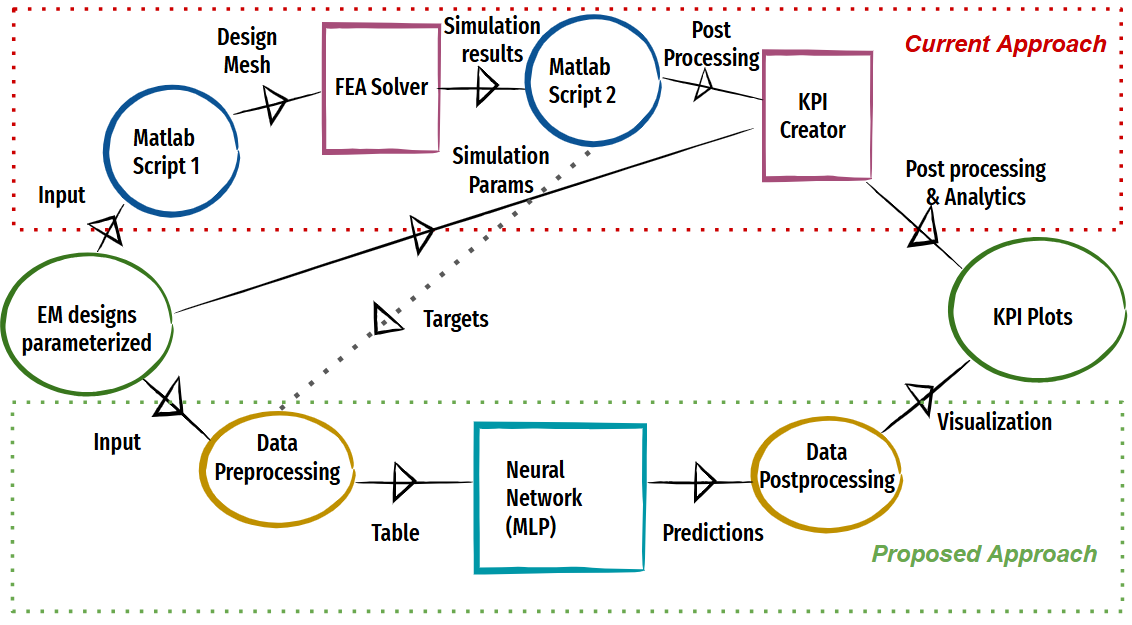 Current Approach
Design
Mesh
Simulation
results
Post
Processing
FEA Solver
Matlab
Script 2
KPI
Creator
Matlab
Script 1
Simulation
Params
Post processing
& Analytics
Input
EM designs
parameterized
Targets
KPI Plots
Input
Visualization
Data
Preprocessing
Neural
Network
(MLP)
Data
Postprocessing
Table
Predictions
Proposed Approach